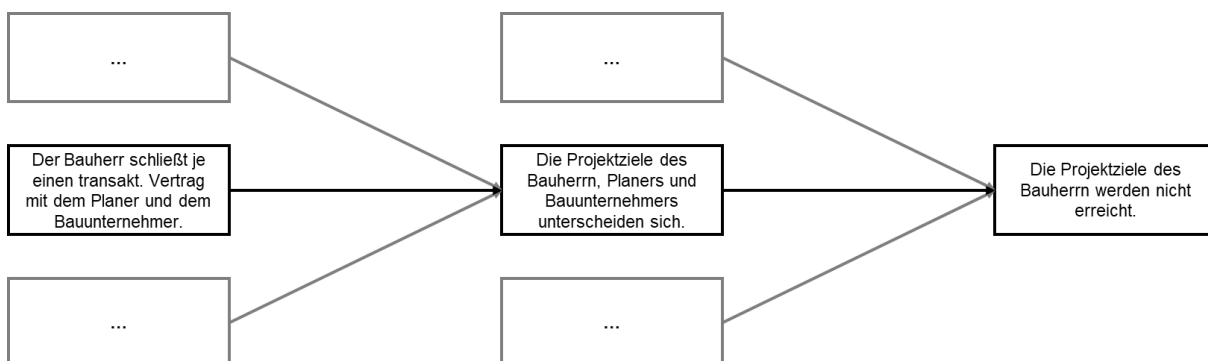 ...
...
Der Bauherr schließt je
einen transakt. Vertrag
mit dem Planer und dem
Bauunternehmer.
Die Projektziele des
Bauherrn, Planers und
Bauunternehmers
unterscheiden sich.
Die Projektziele des
Bauherrn werden nicht
erreicht.
...
...